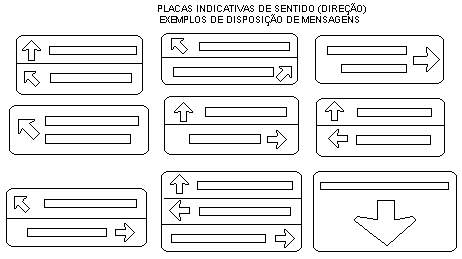 PLACAS INDICATIVAS DE SENTIDO (DIREÇÃO)
EXEMPLOS DE DISPOSIÇÃO DE MENSAGENS